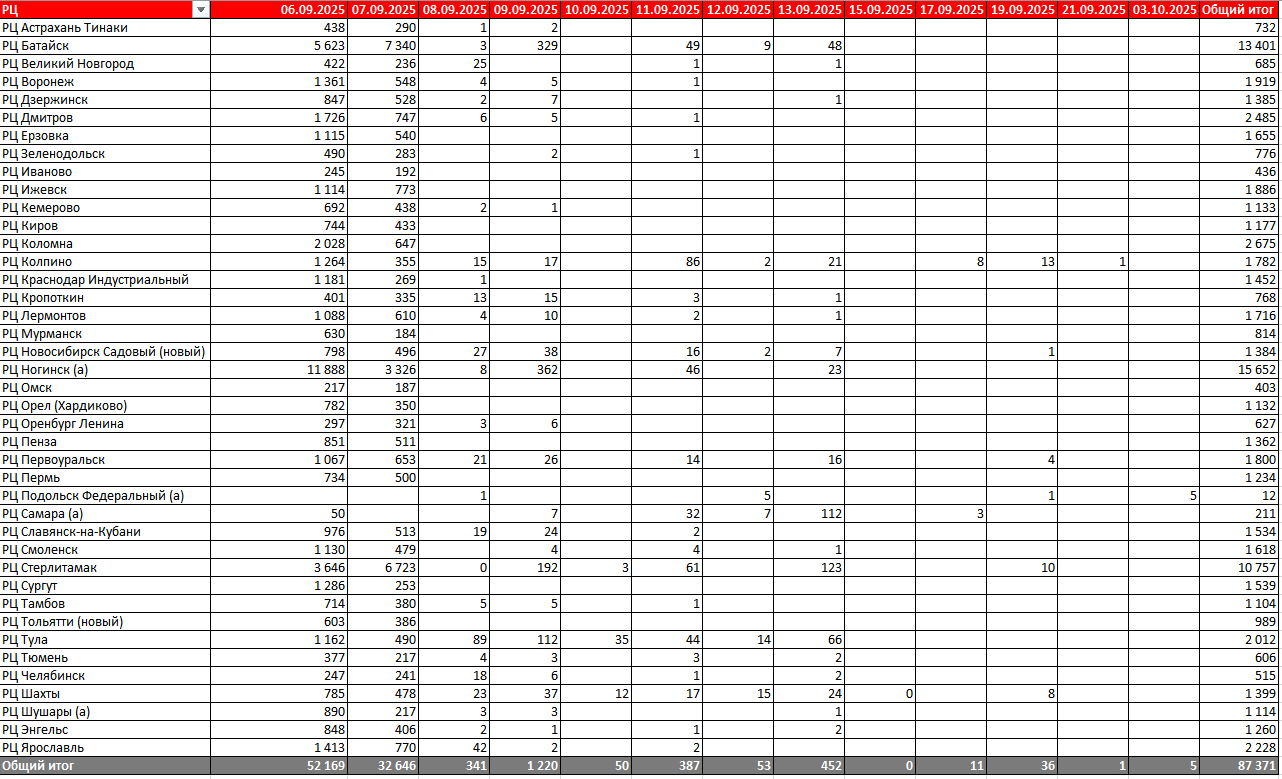 РЦ 06.09.2025 07.09.2025 08.09.2025 09.09.2025 10.09.2025 11.09.2025 12.09.2025 13.09.2025 15.09.2025 17.09.2025 19.09.2025 21.09.2025 03.10.2025 Общий итог
РЦ Астрахань Тинаки 438 290 1 2 732
РЦ Батайск 5 623 7 340 3 329 49 9 48 13 401
РЦ Великий Новгород 422 236 25 1 1 685
РЦ Воронеж 1 361 548 4 5 1 1 919
РЦ Дзержинск 847 528 2 7 1 1 385
РЦ Дмитров 1 726 747 6 5 1 2 485
РЦ Ерзовка 1 115 540 1 655
РЦ Зеленодольск 490 283 2 1 776
РЦ Иваново 245 192 436
РЦ Ижевск 1 114 773 1 886
РЦ Кемерово 692 438 2 1 1 133
РЦ Киров 744 433 1 177
РЦ Коломна 2 028 647 2 675
РЦ Колпино 1 264 355 15 17 86 2 21 8 13 1 1 782
РЦ Краснодар Индустриальный 1 181 269 1 1 452
РЦ Кропоткин 401 335 13 15 3 1 768
РЦ Лермонтов 1 088 610 4 10 2 1 1 716
РЦ Мурманск 630 184 814
РЦ Новосибирск Садовый (новый) 798 496 27 38 16 2 7 1 1 384
РЦ Ногинск (а) 11 888 3 326 8 362 46 23 15 652
РЦ Омск 217 187 403
РЦ Орел (Хардиково) 782 350 1 132
РЦ Оренбург Ленина 297 321 3 6 627
РЦ Пенза 851 511 1 362
РЦ Первоуральск 1 067 653 21 26 14 16 4 1 800
РЦ Пермь 734 500 1 234
РЦ Подольск Федеральный (а) 1 5 1 5 12
РЦ Самара (а) 50 7 32 7 112 3 211
РЦ Славянск-на-Кубани 976 513 19 24 2 1 534
РЦ Смоленск 1 130 479 4 4 1 1 618
РЦ Стерлитамак 3 646 6 723 0 192 3 61 123 10 10 757
РЦ Сургут 1 286 253 1 539
РЦ Тамбов 714 380 5 5 1 1 104
РЦ Тольятти (новый) 603 386 989
РЦ Тула 1 162 490 89 112 35 44 14 66 2 012
РЦ Тюмень 377 217 4 3 3 2 606
РЦ Челябинск 247 241 18 6 1 2 515
РЦ Шахты 785 478 23 37 12 17 15 24 0 8 1 399
РЦ Шушары (а) 890 217 3 3 1 1 114
РЦ Энгельс 848 406 2 1 1 2 1 260
РЦ Ярославль 1 413 770 42 2 2 2 228
Общий итог 52 169 32 646 341 1 220 50 387 53 452 0 11 36 1 5 87 371